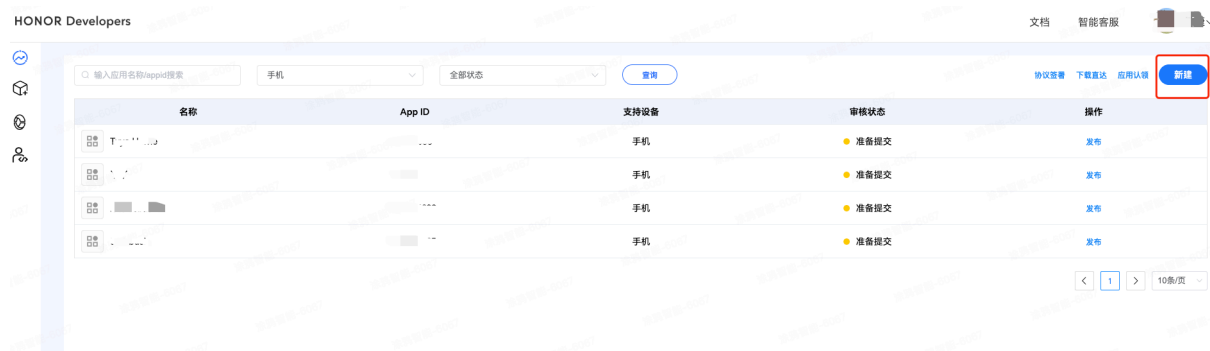 HONOR Developers
文档 智能客服
输入应用名称/appid搜索 手机 全部状态 查询 协议签署 下载直达 应用认领 新建
名称 App ID 支持设备 审核状态 操作
手机 准备提交 发布
手机 准备提交 发布
手机 准备提交 发布
手机 准备提交 发布
1 10条/页